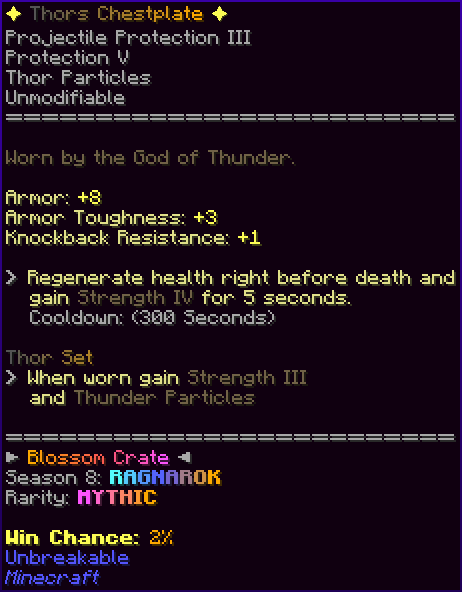 ✦ Thors Chestplate ✦
Projectile Protection III
Protection V
Thor Particles
Unmodifiable
===========================
Worn by the God of Thunder.
Armor: +8
Armor Toughness: +3
Knockback Resistance: +1
> Regenerate health right before death and
gain Strength IV for 5 seconds.
Cooldown: (300 Seconds)
Thor Set
> When worn gain Strength III
and Thunder Particles
===========================
► Blossom Crate ◄
Season 8: RAGNAROK
Rarity: MYTHIC
Win Chance: 2%
Unbreakable
Minecraft